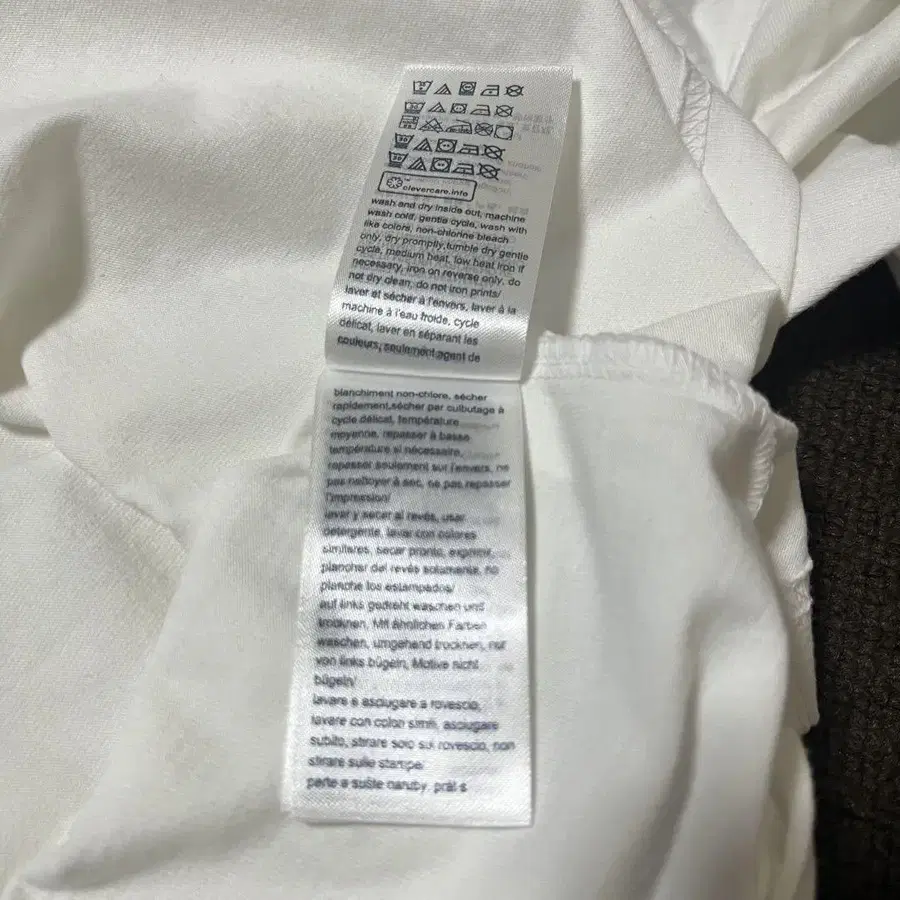 clevercare.info
wash and dry inside out, machine
wash cold, gentle cycle, wash with
like colors, non-chlorine bleach
only, dry promptly,tumble dry gentle
cycle, medium heat, low heat iron if
necessary, iron on reverse only, do
not dry clean, do not iron prints/
laver et sécher à l'envers, laver à la
machine à l'eau froide, cycle
délicat, laver en séparant les
couleurs, seulement agent de
blanchiment non-chlore, sécher
rapidement,sécher par culbutage à
cycle délicat, température
moyenne, repasser à basse
température si nécessaire,
repasser seulement sur l'envers, ne
pas nettoyer à sec, ne pas repasser
l'impression/
lavar y secar al revés, usar
detergente, lavar con colores
similares, secar pronto, exprimir,
planchar del revés solamente, no
planche los estampados/
auf links gedreht waschen und
trocknen, Mit ähnlichen Farben
waschen, umgehend trocknen, nur
von links bügeln, Motive nicht
bügeln/
lavare e asciugare a rovescio,
lavare con colori simili, asciugare
subito, stirare solo sul rovescio, non
stirare sulle stampe/
perte a sušte naruby, prát s